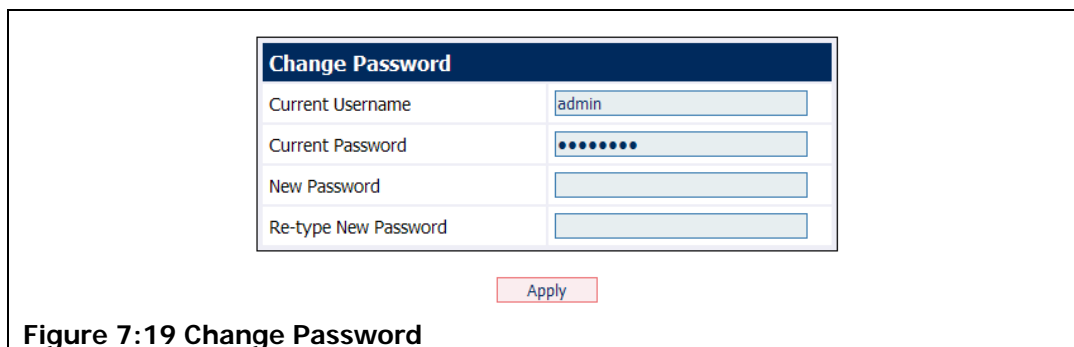 Change Password
Current Username admin
Current Password ●●●●●●●●
New Password
Re-type New Password
Apply
Figure 7:19 Change Password